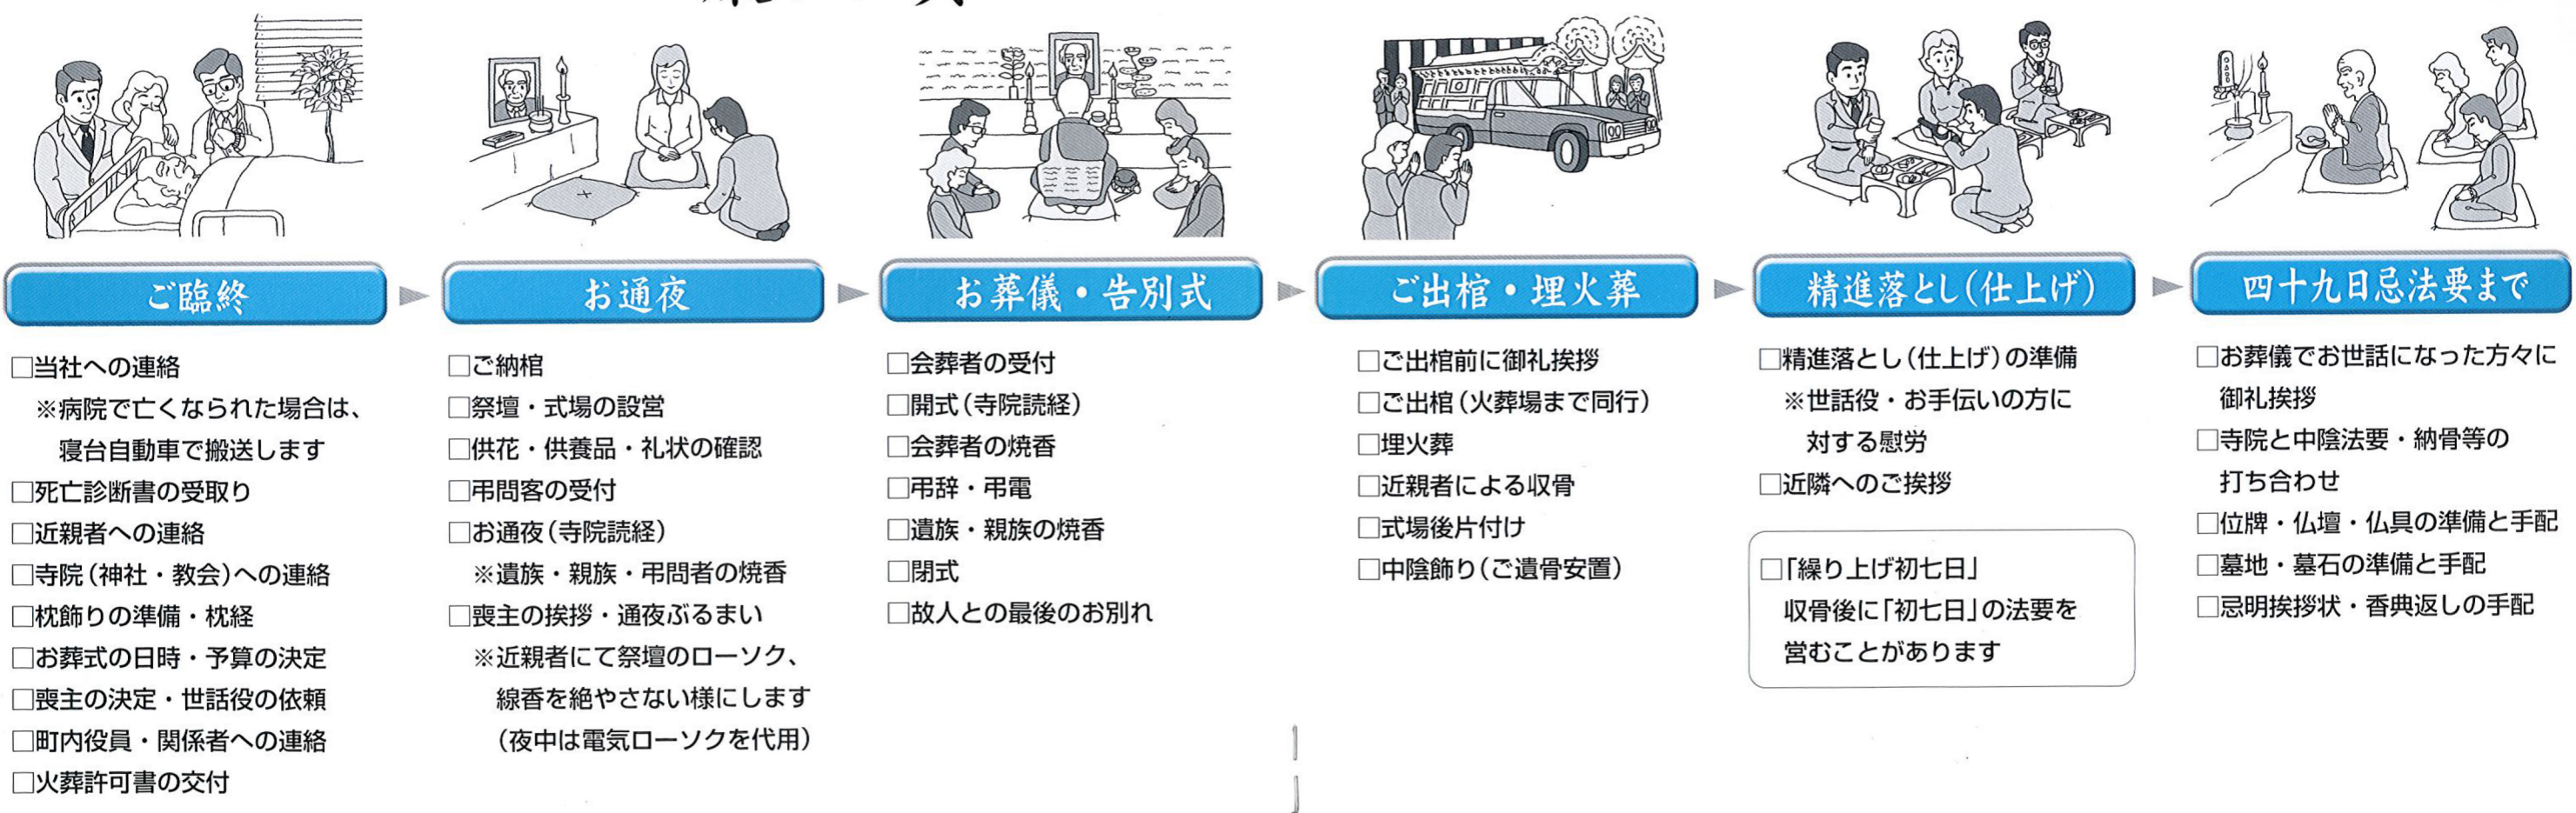 ご臨終
□当社への連絡
※病院で亡くなられた場合は、
寝台自動車で搬送します
□死亡診断書の受取り
□近親者への連絡
□寺院(神社・教会)への連絡
□枕飾りの準備・枕経
□お葬式の日時・予算の決定
□喪主の決定・世話役の依頼
□町内役員・関係者への連絡
□火葬許可書の交付
お通夜
□ご納棺
□祭壇・式場の設営
□供花・供養品・礼状の確認
□弔問客の受付
□お通夜(寺院読経)
※遺族・親族・弔問者の焼香
□喪主の挨拶・通夜ぶるまい
※近親者にて祭壇のローソク、
線香を絶やさない様にします
(夜中は電気ローソクを代用)
お葬儀・告別式
□会葬者の受付
□開式(寺院読経)
□会葬者の焼香
□弔辞・弔電
□遺族・親族の焼香
□閉式
□故人との最後のお別れ
ご出棺・埋火葬
□ご出棺前に御礼挨拶
□ご出棺(火葬場まで同行)
□埋火葬
□近親者による収骨
□式場後片付け
□中陰飾り(ご遺骨安置)
精進落とし(仕上げ)
□精進落とし(仕上げ)の準備
※世話役・お手伝いの方に
対する慰労
□近隣へのご挨拶
□「繰り上げ初七日」
収骨後に「初七日」の法要を
営むことがあります
四十九日忌法要まで
□お葬儀でお世話になった方々に
御礼挨拶
□寺院と中陰法要・納骨等の
打ち合わせ
□位牌・仏壇・仏具の準備と手配
□墓地・墓石の準備と手配
□忌明挨拶状・香典返しの手配